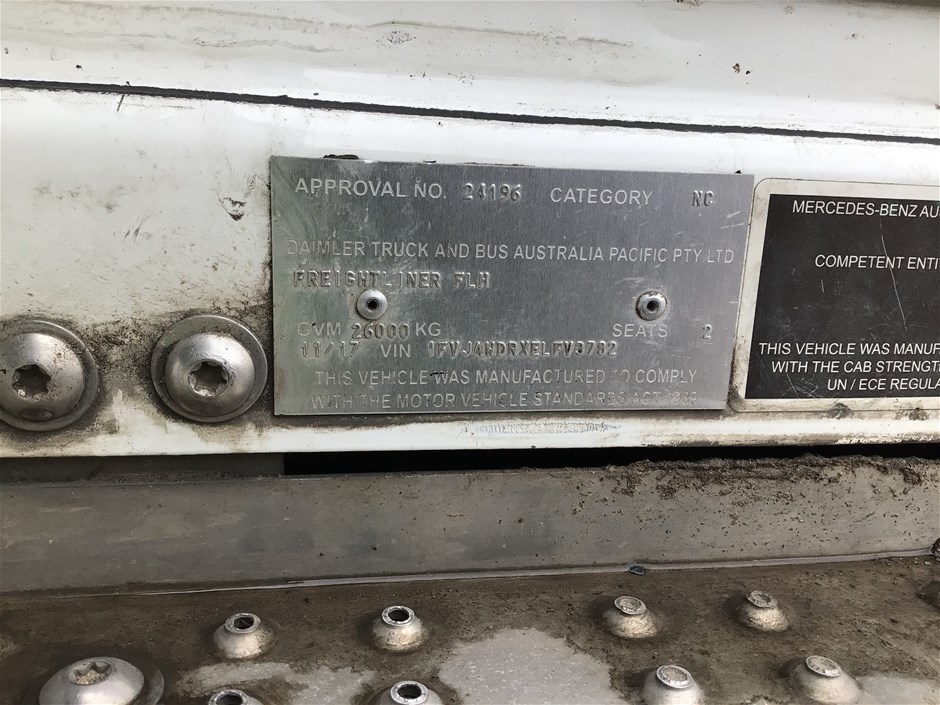 APPROVAL NO. 24196 CATEGORY NC
DAIMLER TRUCK AND BUS AUSTRALIA PACIFIC PTY LTD
FREIGHTLINER FLH
GVM 26000 KG SEATS 2
11/17 VIN 1FVJANDRXELFV3782
THIS VEHICLE WAS MANUFACTURED TO COMPLY
WITH THE MOTOR VEHICLE STANDARDS ACT 1989
MERCEDES-BENZ AU
COMPETENT ENTI
THIS VEHICLE WAS MANUF
WITH THE CAB STRENGT
UN / ECE REGULA